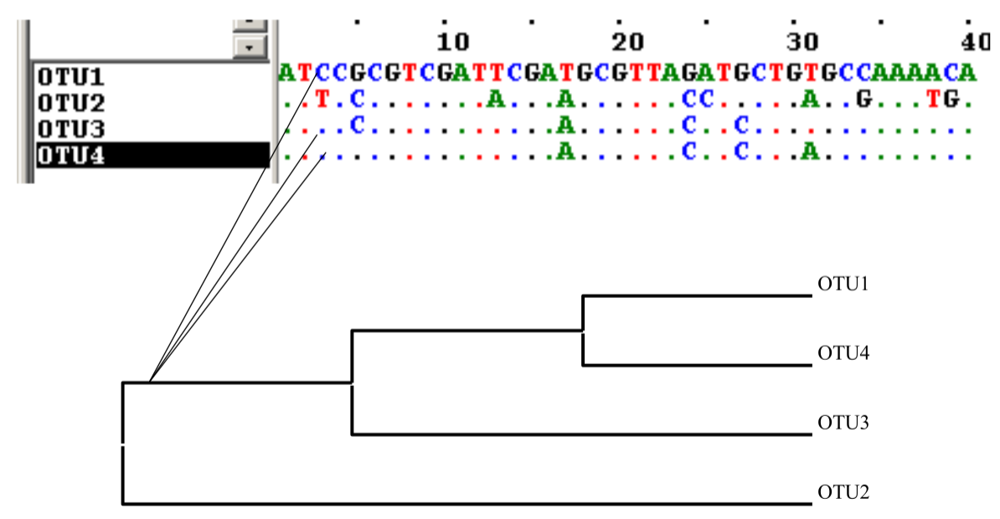 10 20 30 40
OTU1 ATCCGCGTCGATTCGATGCGTTAGATGCTGTGCCAAAACA
OTU2 ..T.C.......A...A......CC.....A..G...TG.
OTU3 ....C...........A......C..C.............
OTU4 ................A......C..C...A.........
OTU1
OTU4
OTU3
OTU2